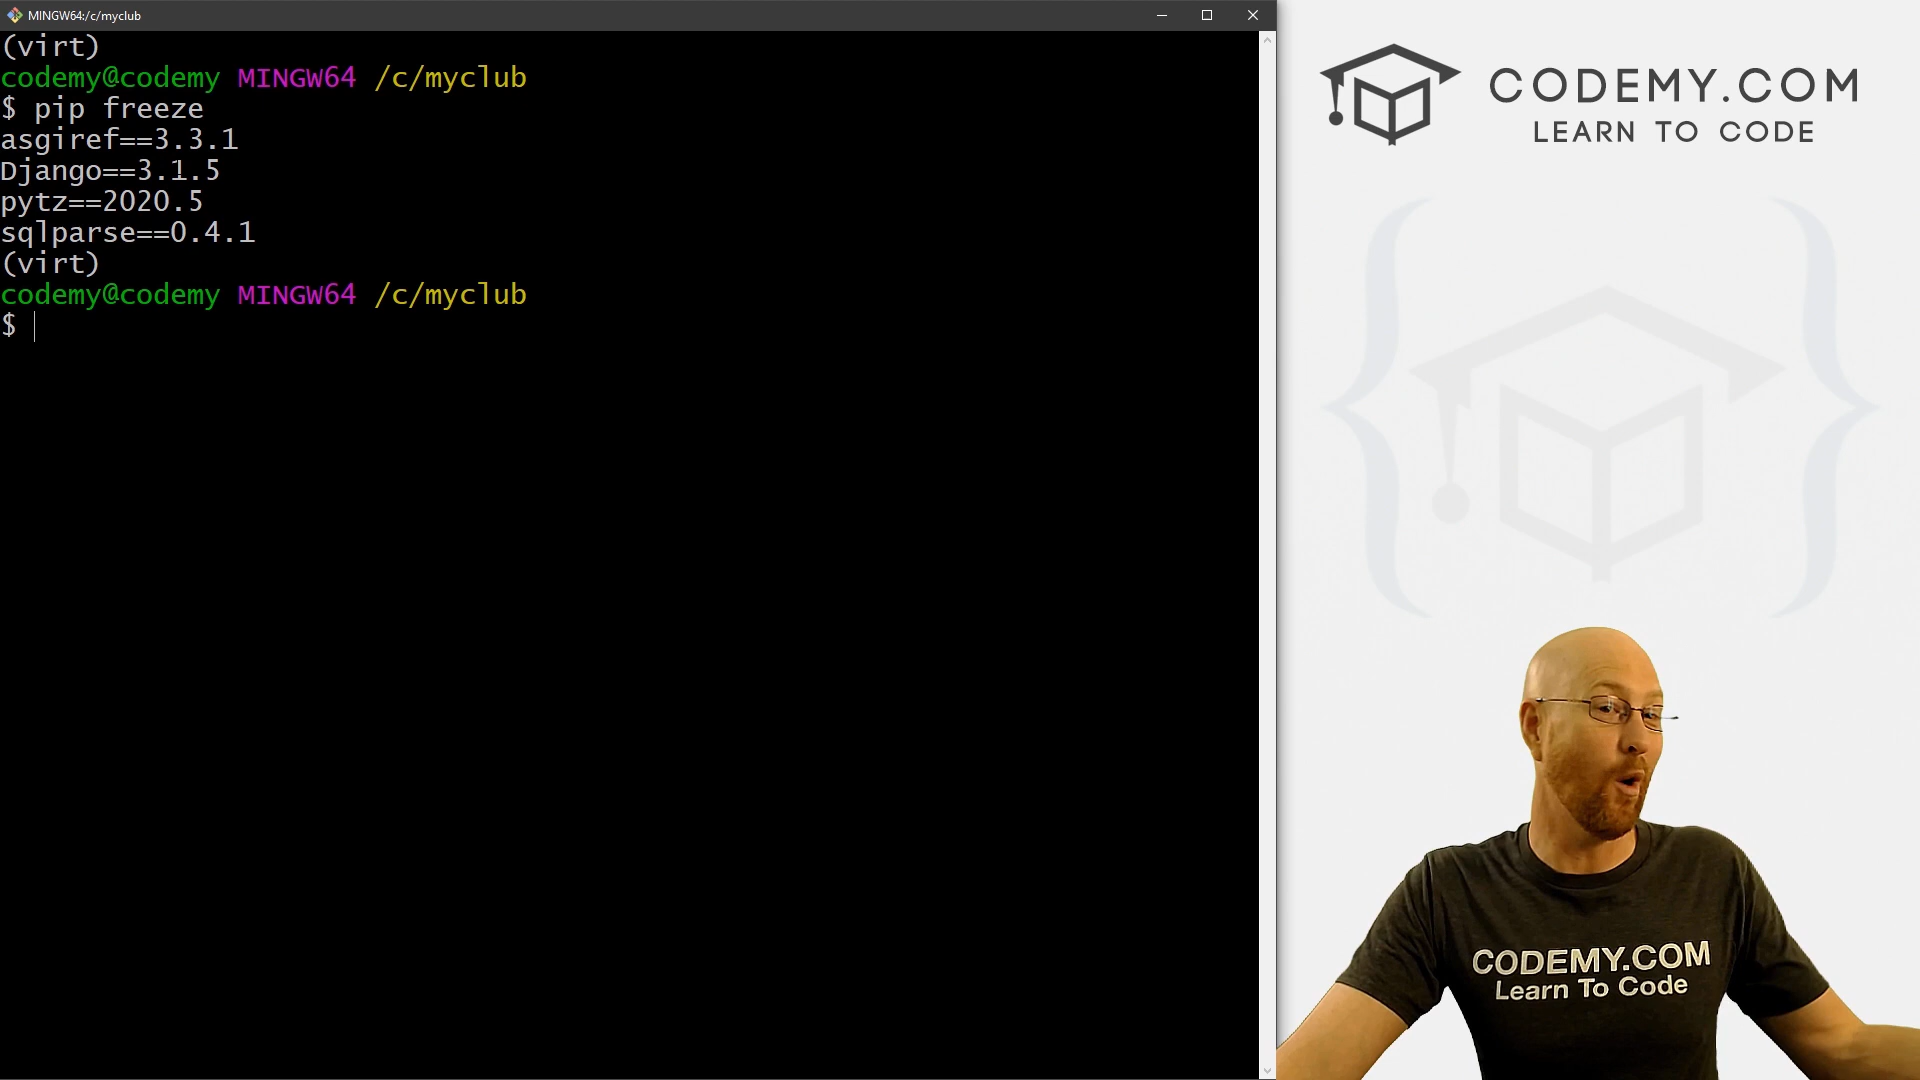 MINGW64:/c/myclub
(virt)
codemy@codemy MINGW64 /c/myclub
$ pip freeze
asgiref==3.3.1
Django==3.1.5
pytz==2020.5
sqlparse==0.4.1
(virt)
codemy@codemy MINGW64 /c/myclub
$
CODEMY.COM
LEARN TO CODE
CODEMY.COM
Learn To Code